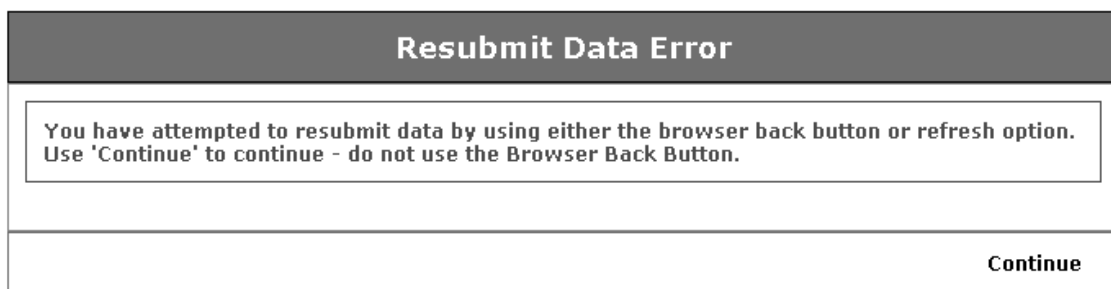 Resubmit Data Error
You have attempted to resubmit data by using either the browser back button or refresh option.
Use 'Continue' to continue - do not use the Browser Back Button.
Continue